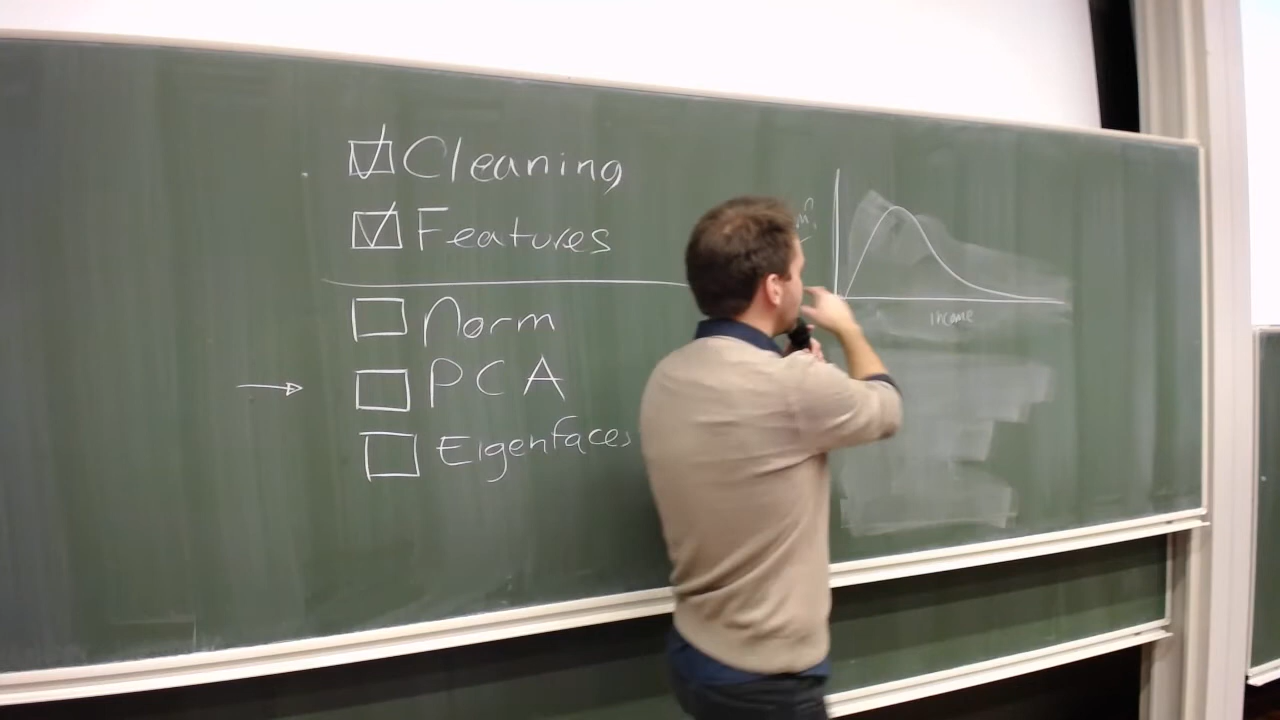 Cleaning
Features
Norm
PCA
Eigenfaces
income